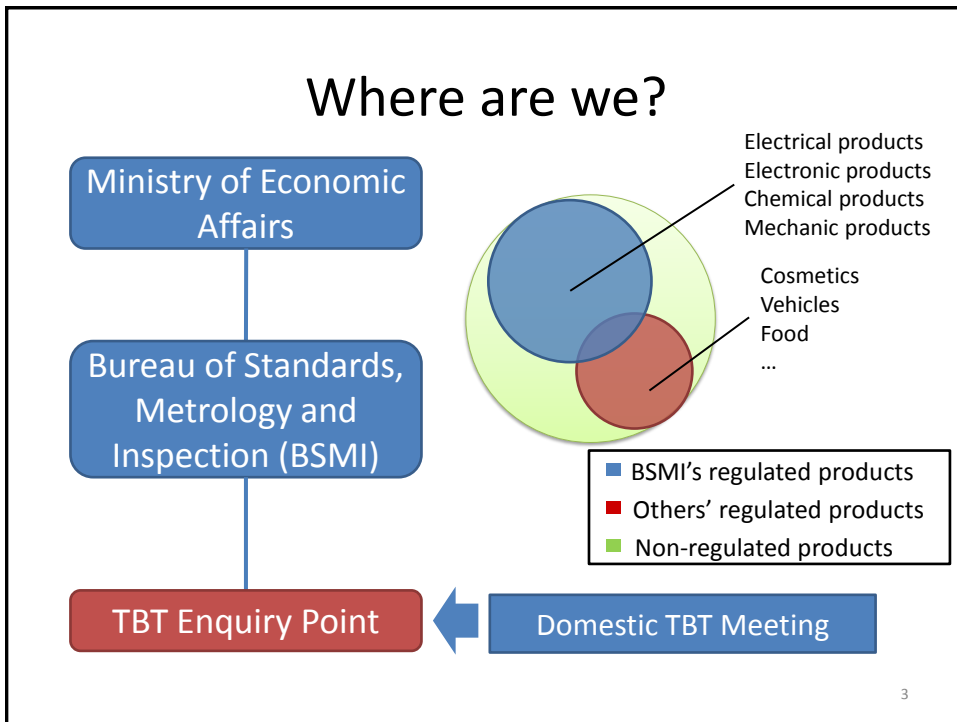 Where are we?
Ministry of Economic
Affairs
Bureau of Standards,
Metrology and
Inspection (BSMI)
TBT Enquiry Point
Electrical products
Electronic products
Chemical products
Mechanic products
Cosmetics
Vehicles
Food
...
BSMI’s regulated products
Others’ regulated products
Non-regulated products
Domestic TBT Meeting
3